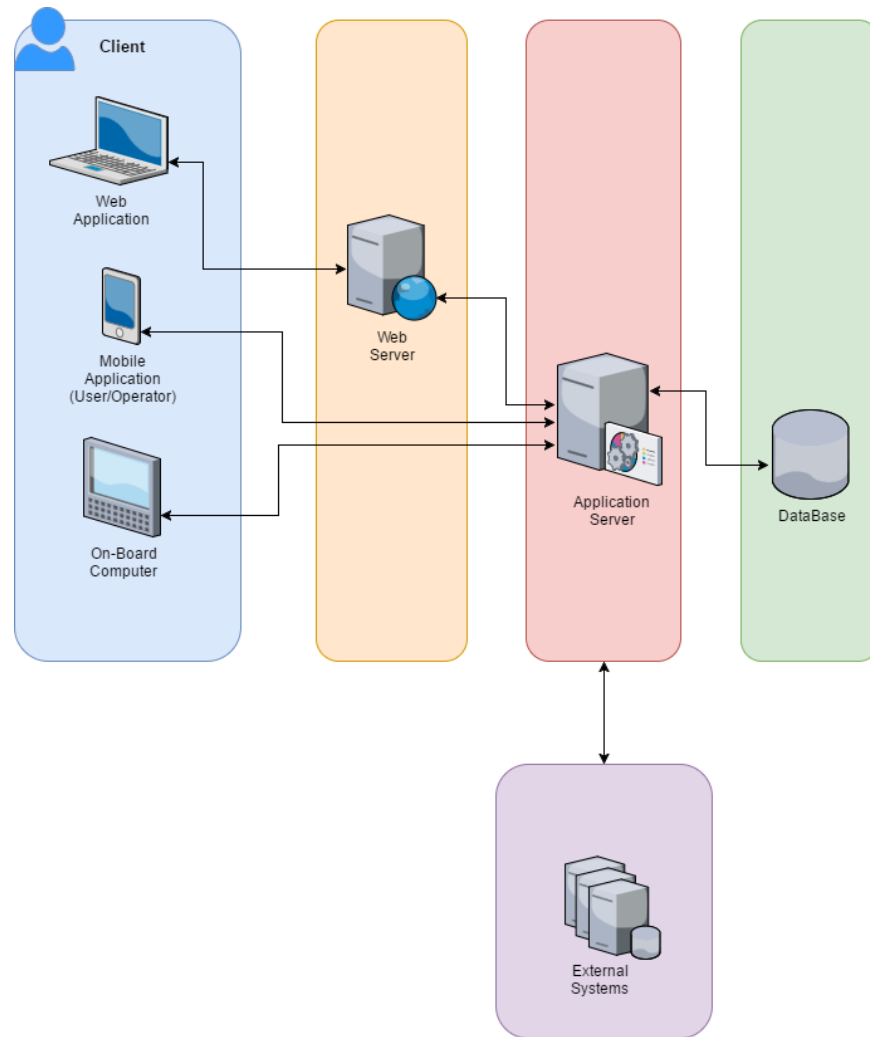 Client
Web
Application
Mobile
Application
(User/Operator)
On-Board
Computer
Web
Server
Application
Server
DataBase
External
Systems